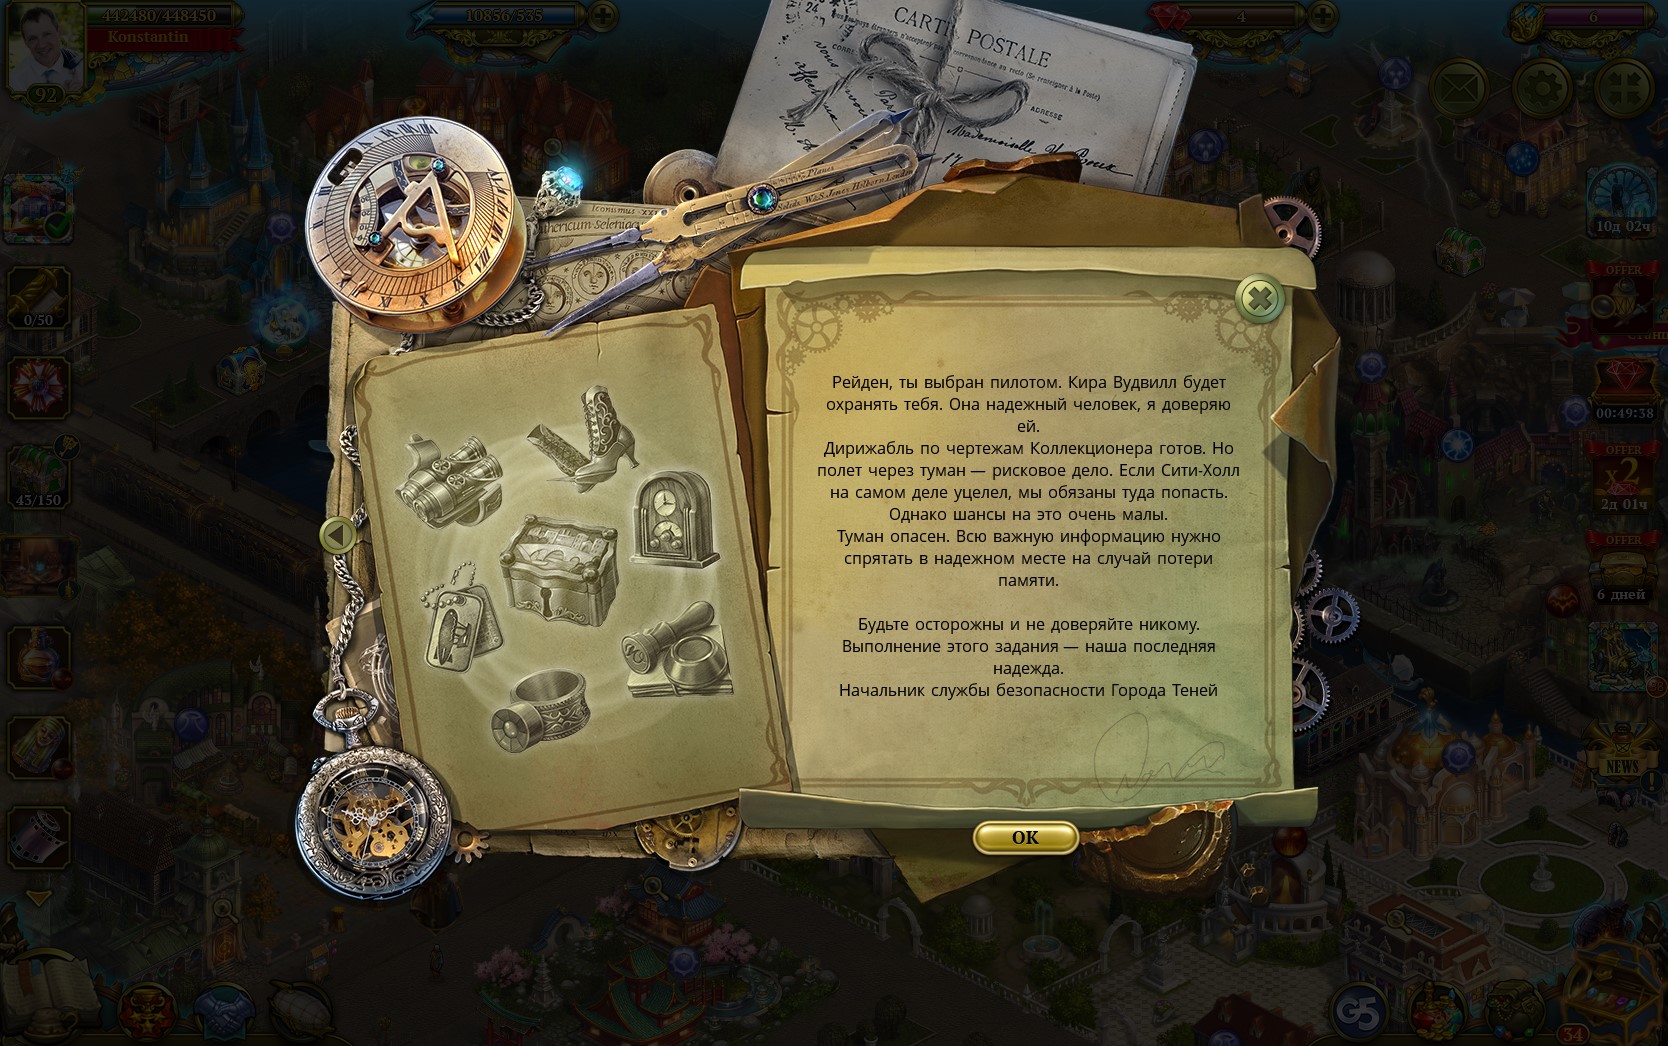 442480/448450
Konstantin
92
10856/535
4
6
CARTE POSTALE
ADRESSE
Рейден, ты выбран пилотом. Кира Вудвилл будет
охранять тебя. Она надежный человек, я доверяю
ей.
Дирижабль по чертежам Коллекционера готов. Но
полет через туман — рисковое дело. Если Сити-Холл
на самом деле уцелел, мы обязаны туда попасть.
Однако шансы на это очень малы.
Туман опасен. Всю важную информацию нужно
спрятать в надежном месте на случай потери
памяти.
Будьте осторожны и не доверяйте никому.
Выполнение этого задания — наша последняя
надежда.
Начальник службы безопасности Города Теней
OK
0/50
43/150
10д 02ч
OFFER
00:49:38
OFFER
x2
2д 01ч
OFFER
6 дней
NEWS
G5
34